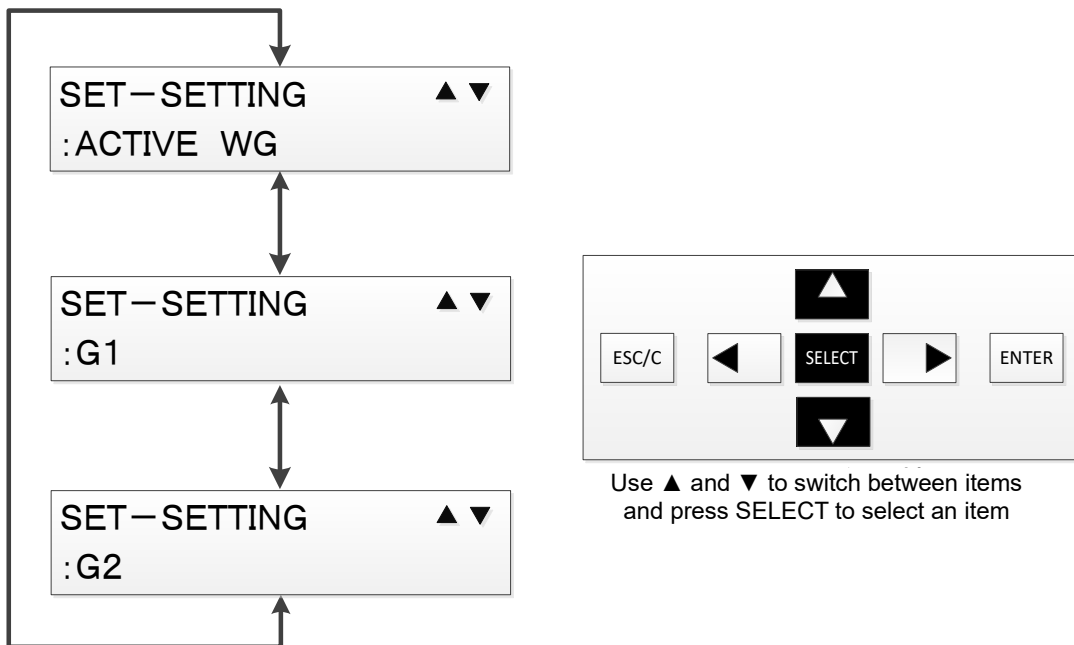 SET－SETTING ▲ ▼
:ACTIVE WG
SET－SETTING ▲ ▼
:G1
SET－SETTING ▲ ▼
:G2
ESC/C
SELECT
ENTER
Use ▲ and ▼ to switch between items
and press SELECT to select an item